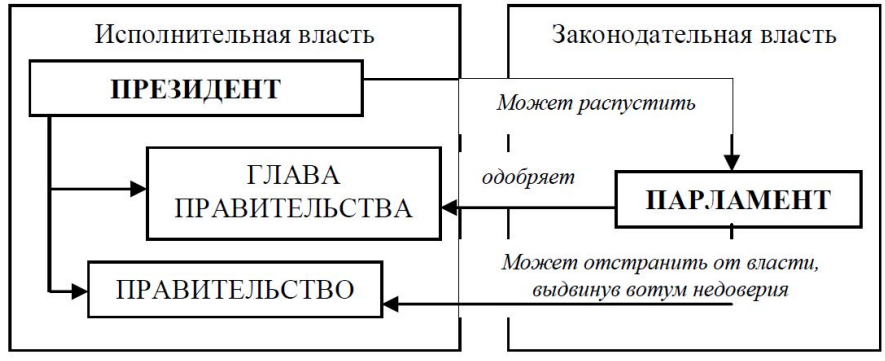 Исполнительная власть
Законодательная власть
ПРЕЗИДЕНТ
Может распустить
ГЛАВА
ПРАВИТЕЛЬСТВА
одобряет
ПАРЛАМЕНТ
Может отстранить от власти,
выдвинув вотум недоверия
ПРАВИТЕЛЬСТВО